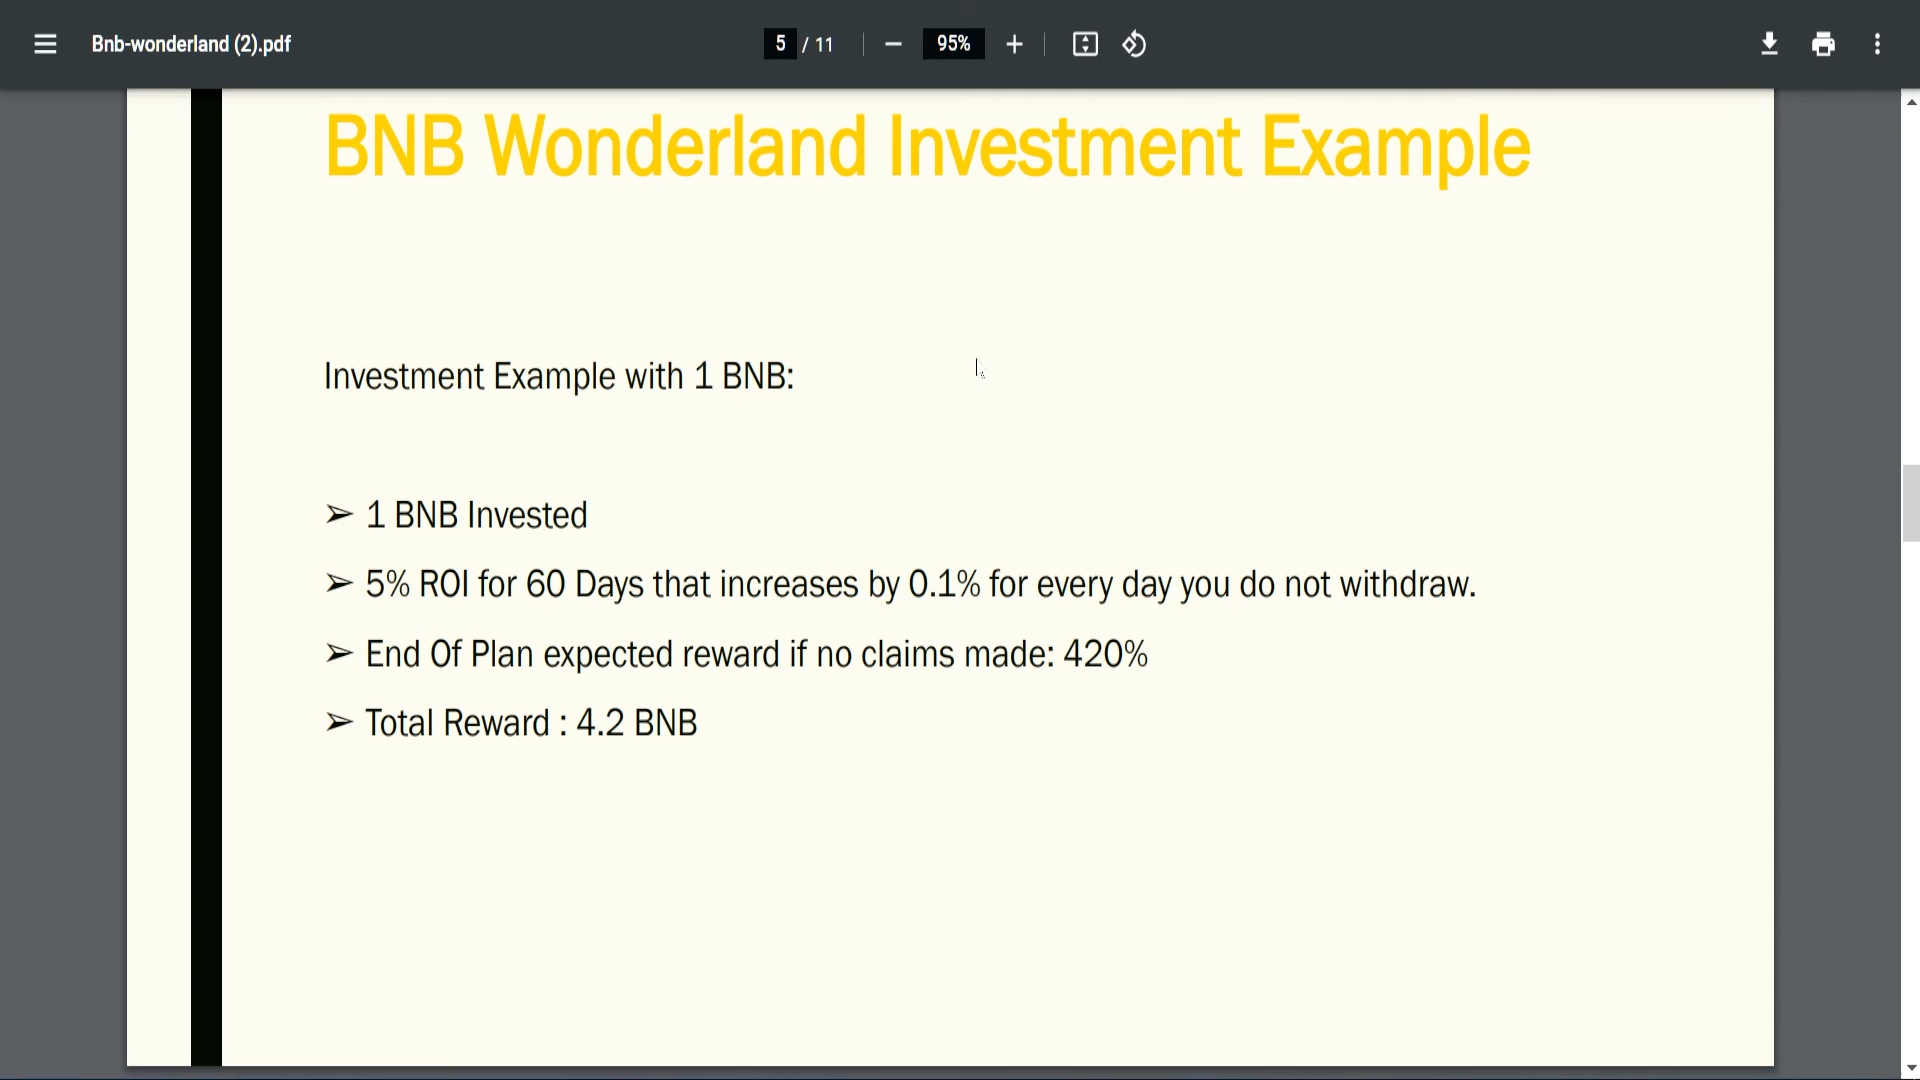 Bnb-wonderland (2).pdf
5 / 11
95%
BNB Wonderland Investment Example
Investment Example with 1 BNB:
➢ 1 BNB Invested
➢ 5% ROI for 60 Days that increases by 0.1% for every day you do not withdraw.
➢ End Of Plan expected reward if no claims made: 420%
➢ Total Reward : 4.2 BNB